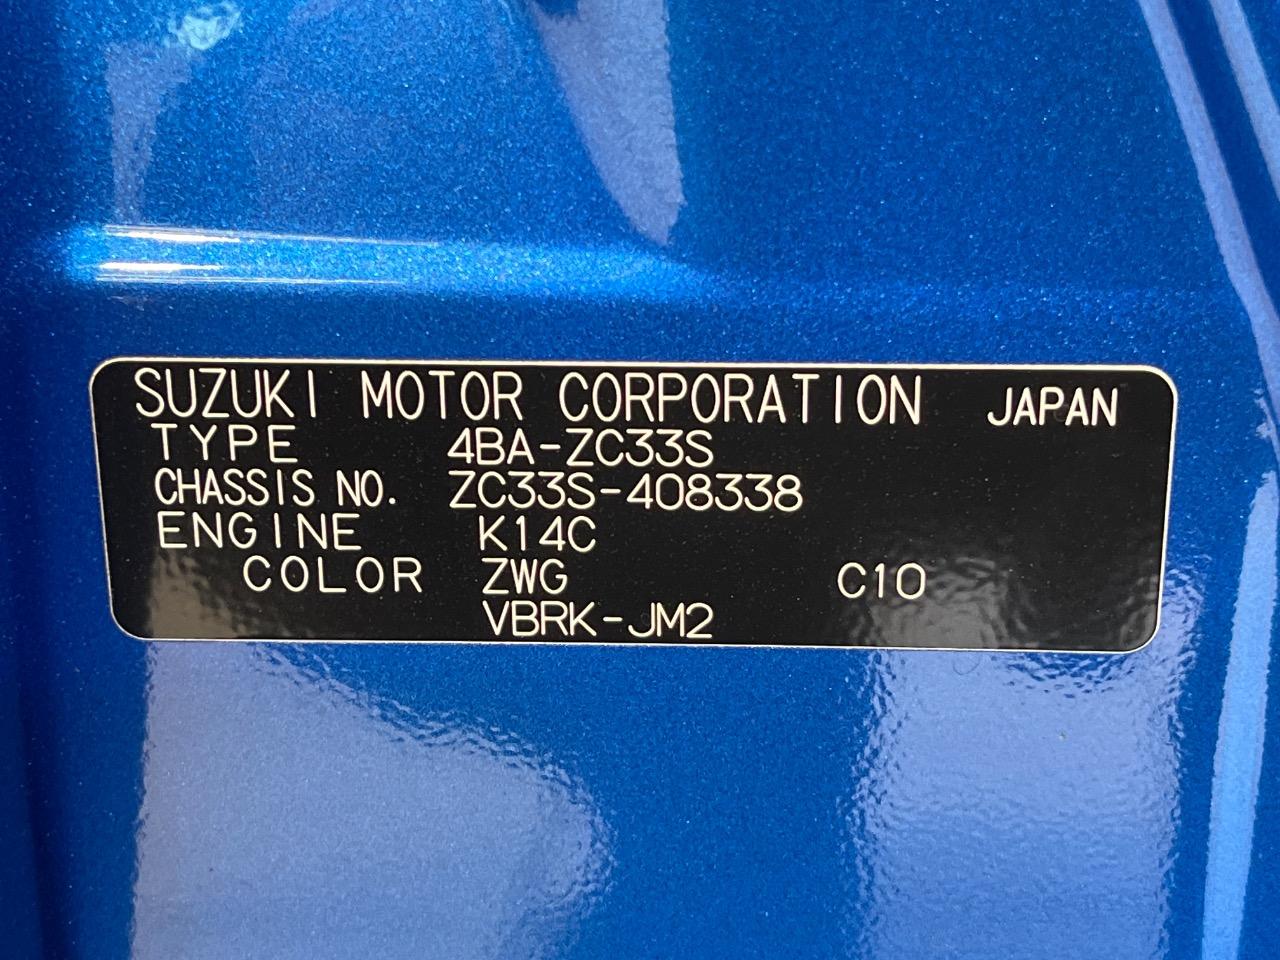 SUZUKI MOTOR CORPORATION JAPAN
TYPE 4BA-ZC33S
CHASSIS NO. ZC33S-408338
ENGINE K14C
COLOR ZWG C10
VBRK-JM2